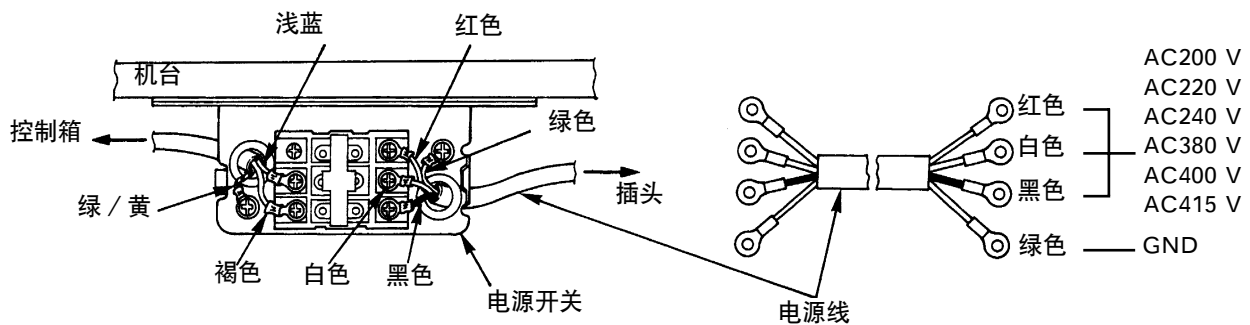 浅蓝
红色
机台
控制箱
绿色
绿 / 黄
插头
褐色
白色
黑色
电源开关
红色
白色
黑色
绿色
AC200 V
AC220 V
AC240 V
AC380 V
AC400 V
AC415 V
GND
电源线